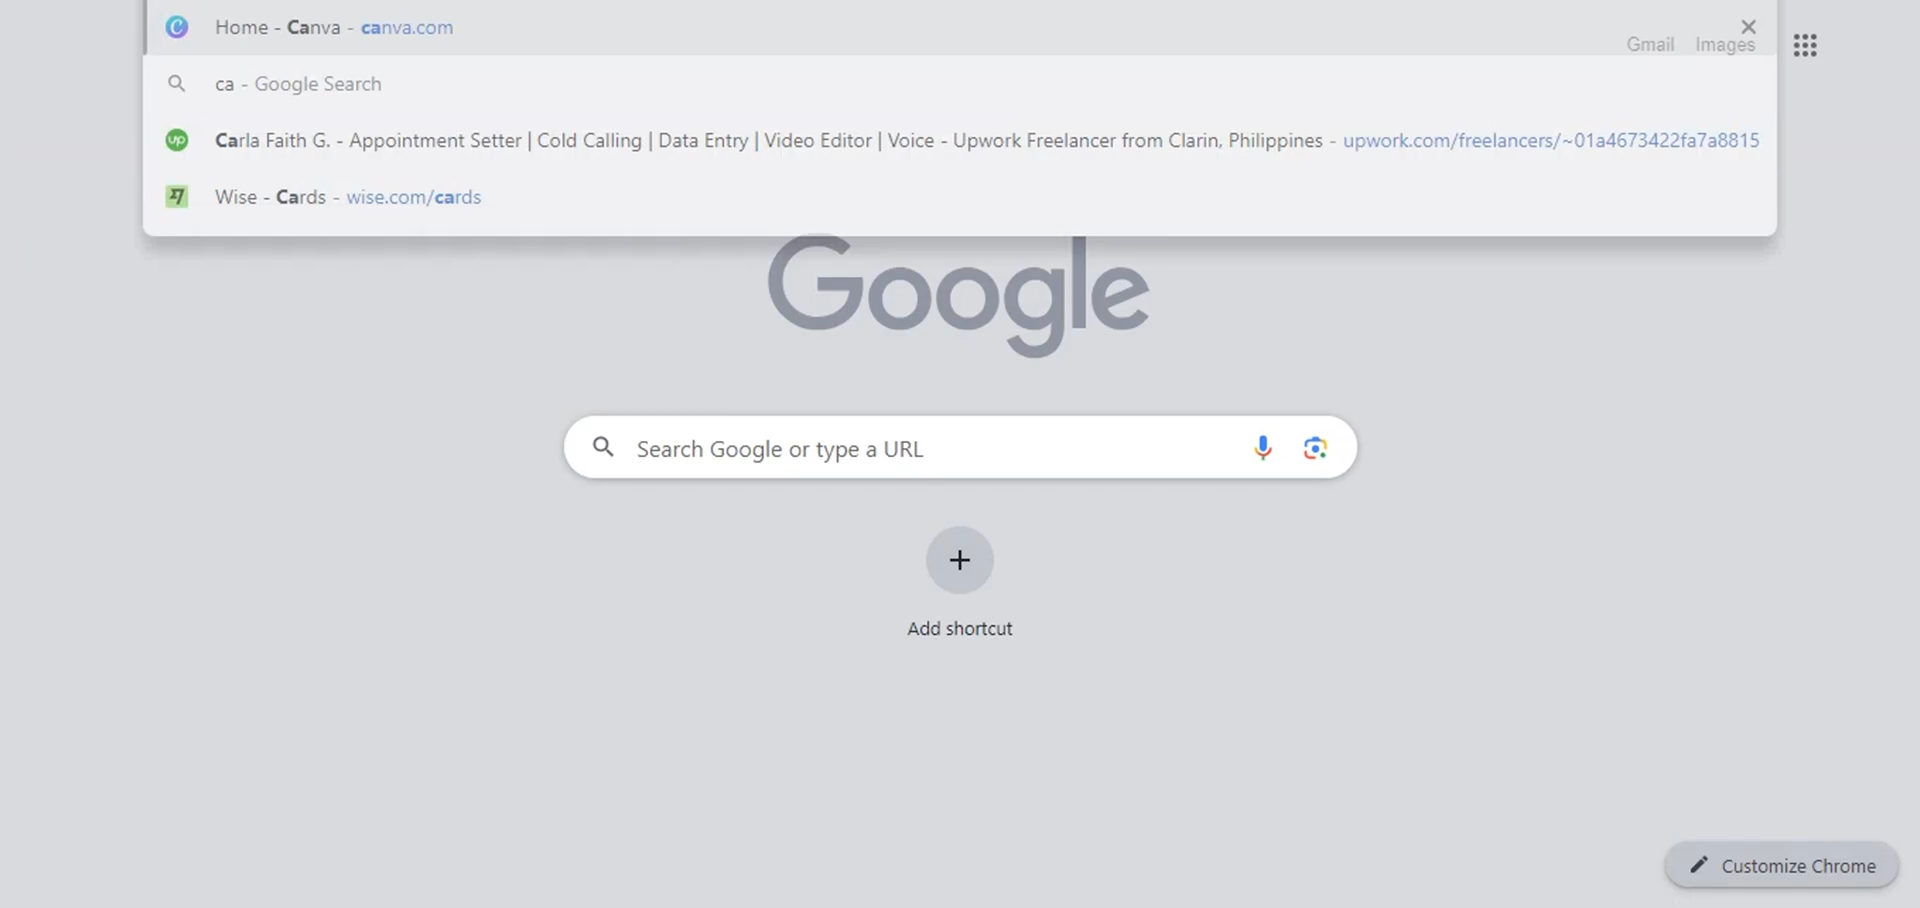 Home - Canva - canva.com
Gmail Images
ca - Google Search
Carla Faith G. - Appointment Setter | Cold Calling | Data Entry | Video Editor | Voice - Upwork Freelancer from Clarin, Philippines - upwork.com/freelancers/~01a4673422fa7a8815
Wise - Cards - wise.com/cards
Google
Search Google or type a URL
Add shortcut
Customize Chrome